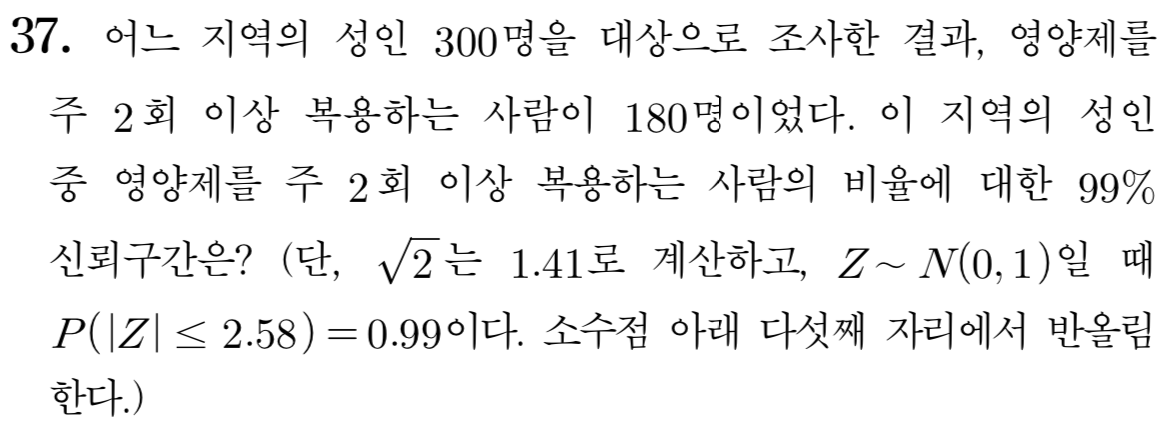 37. 어느 지역의 성인 300명을 대상으로 조사한 결과, 영양제를
주 2회 이상 복용하는 사람이 180명이었다. 이 지역의 성인
중 영양제를 주 2회 이상 복용하는 사람의 비율에 대한 99%
신뢰구간은? (단, √2는 1.41로 계산하고, Z~N(0, 1)일 때
P(|Z| ≤ 2.58) = 0.99이다. 소수점 아래 다섯째 자리에서 반올림
한다.)